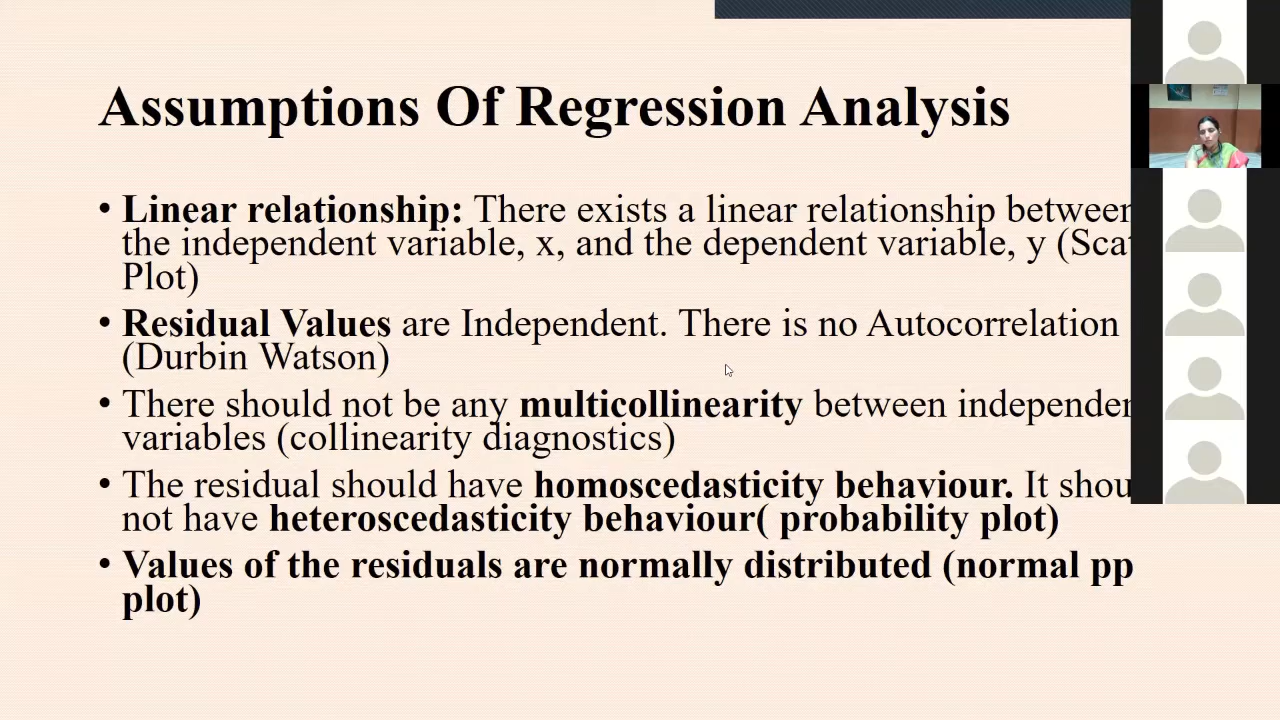 Assumptions Of Regression Analysis
• Linear relationship: There exists a linear relationship between
the independent variable, x, and the dependent variable, y
Plot)
• Residual Values are Independent. There is no Autocorrelation
(Durbin Watson)
• There should not be any multicollinearity between
variables (collinearity diagnostics)
• The residual should have homoscedasticity behaviour. It
not have heteroscedasticity behaviour( probability plot)
• Values of the residuals are normally distributed (normal pp
plot)